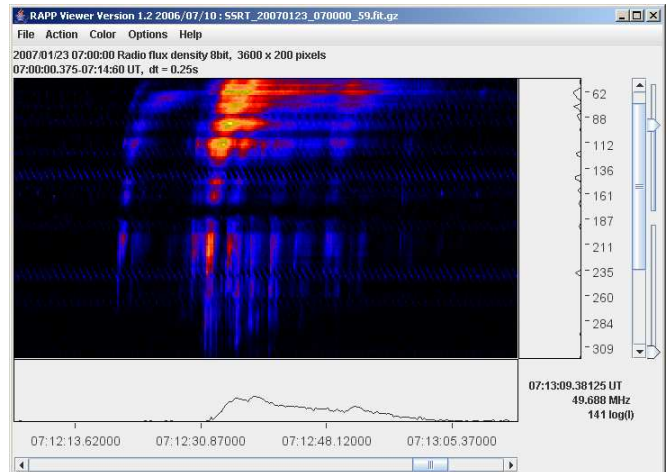 RAPP Viewer Version 1.2 2006/07/10 : SSRT_20070123_070000_59.fit.gz
File Action Color Options Help
2007/01/23 07:00:00 Radio flux density 8bit, 3600 x 200 pixels
07:00:00.375-07:14:60 UT, dt = 0.25s
62
88
112
136
161
187
211
235
260
284
309
07:13:09.38125 UT
49.688 MHz
141 log(I)
07:12:13.62000 07:12:30.87000 07:12:48.12000 07:13:05.37000